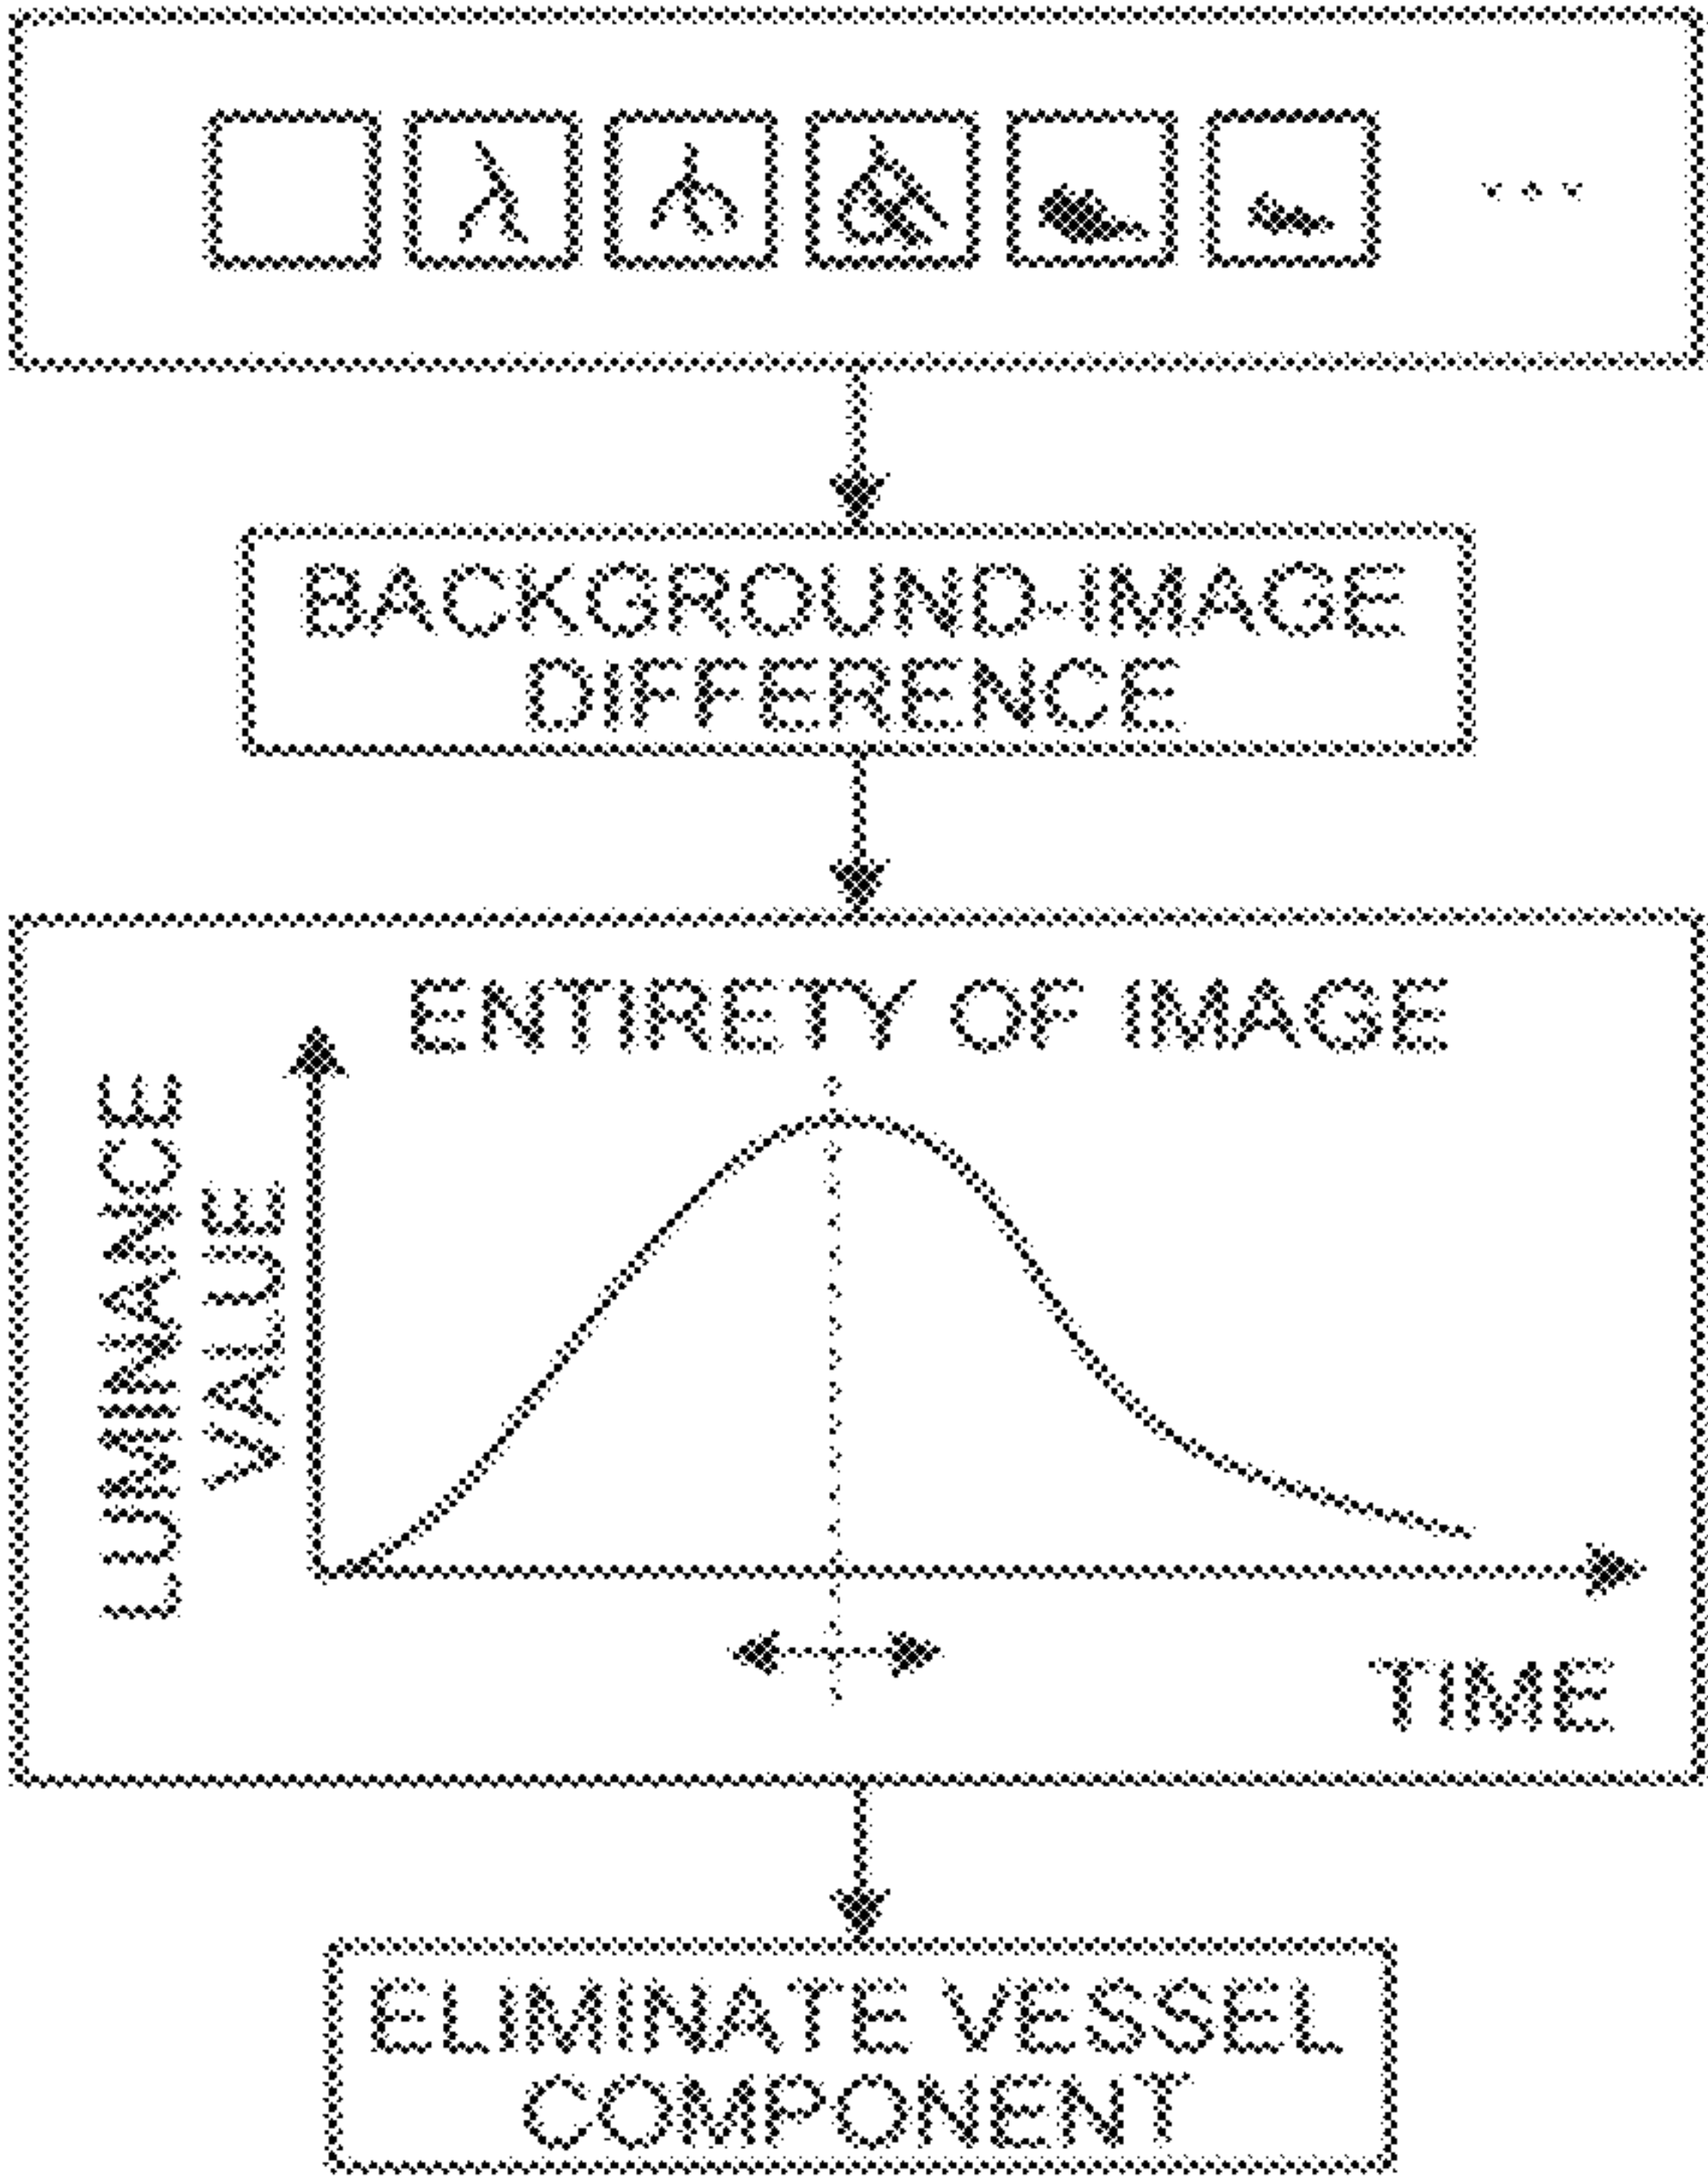 BACKGROUND-IMAGE
DIFFERENCE
ENTIRETY OF IMAGE
LUMINANCE
VALUE
TIME
ELIMINATE VESSEL
COMPONENT